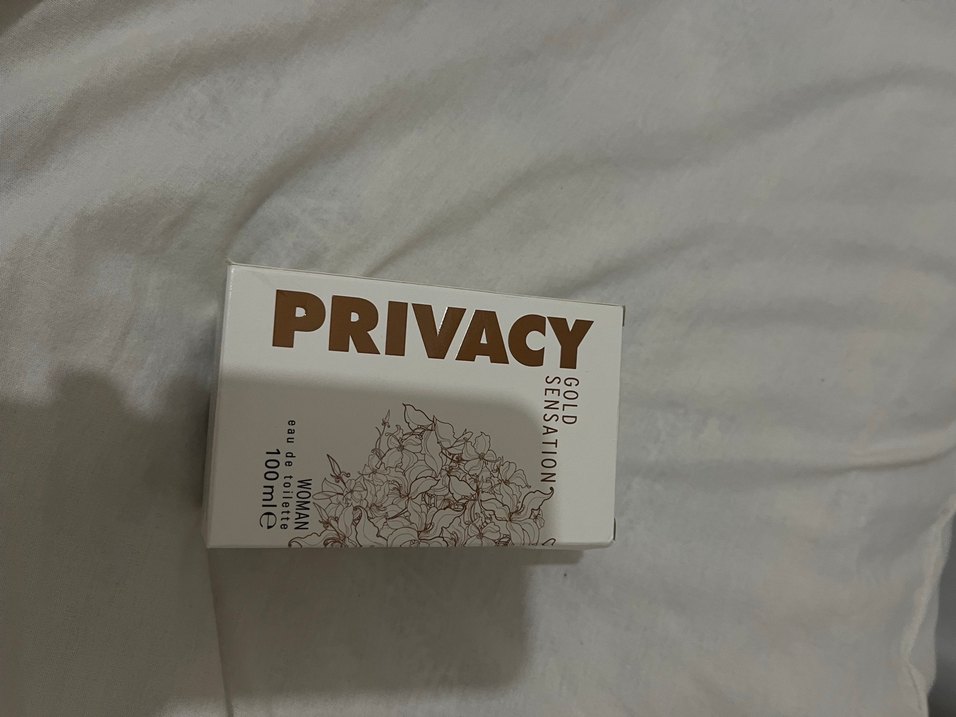 PRIVACY
GOLD
SENSATION
WOMAN
eau de toilette
100ml e